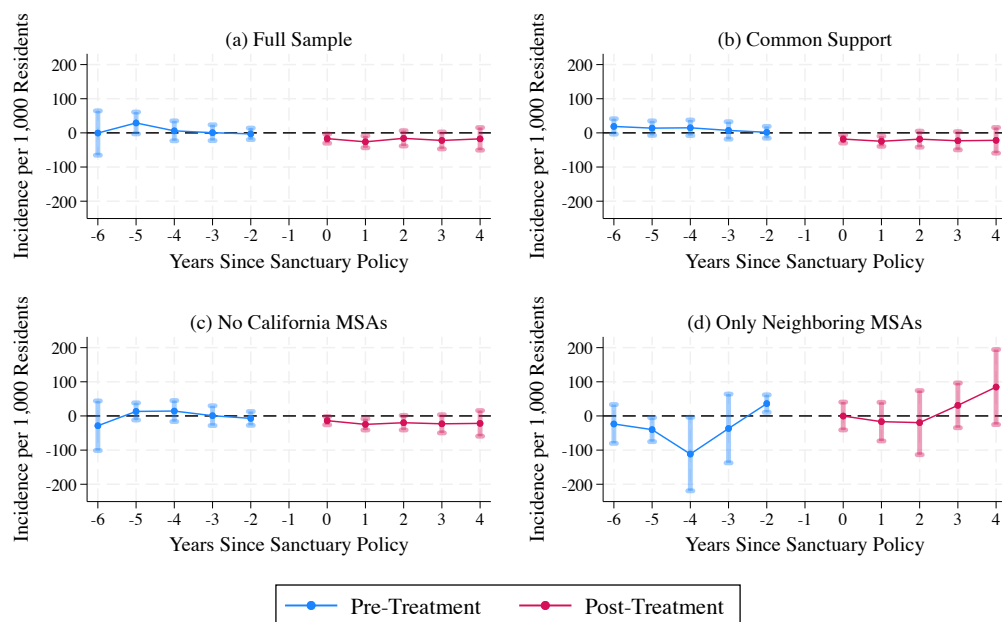 (a) Full Sample
Incidence per 1,000 Residents
200
100
0
-100
-200
-6 -5 -4 -3 -2 -1 0 1 2 3 4
Years Since Sanctuary Policy
(b) Common Support
Incidence per 1,000 Residents
200
100
0
-100
-200
-6 -5 -4 -3 -2 -1 0 1 2 3 4
Years Since Sanctuary Policy
(c) No California MSAs
Incidence per 1,000 Residents
200
100
0
-100
-200
-6 -5 -4 -3 -2 -1 0 1 2 3 4
Years Since Sanctuary Policy
(d) Only Neighboring MSAs
Incidence per 1,000 Residents
200
100
0
-100
-200
-6 -5 -4 -3 -2 -1 0 1 2 3 4
Years Since Sanctuary Policy
Pre-Treatment Post-Treatment